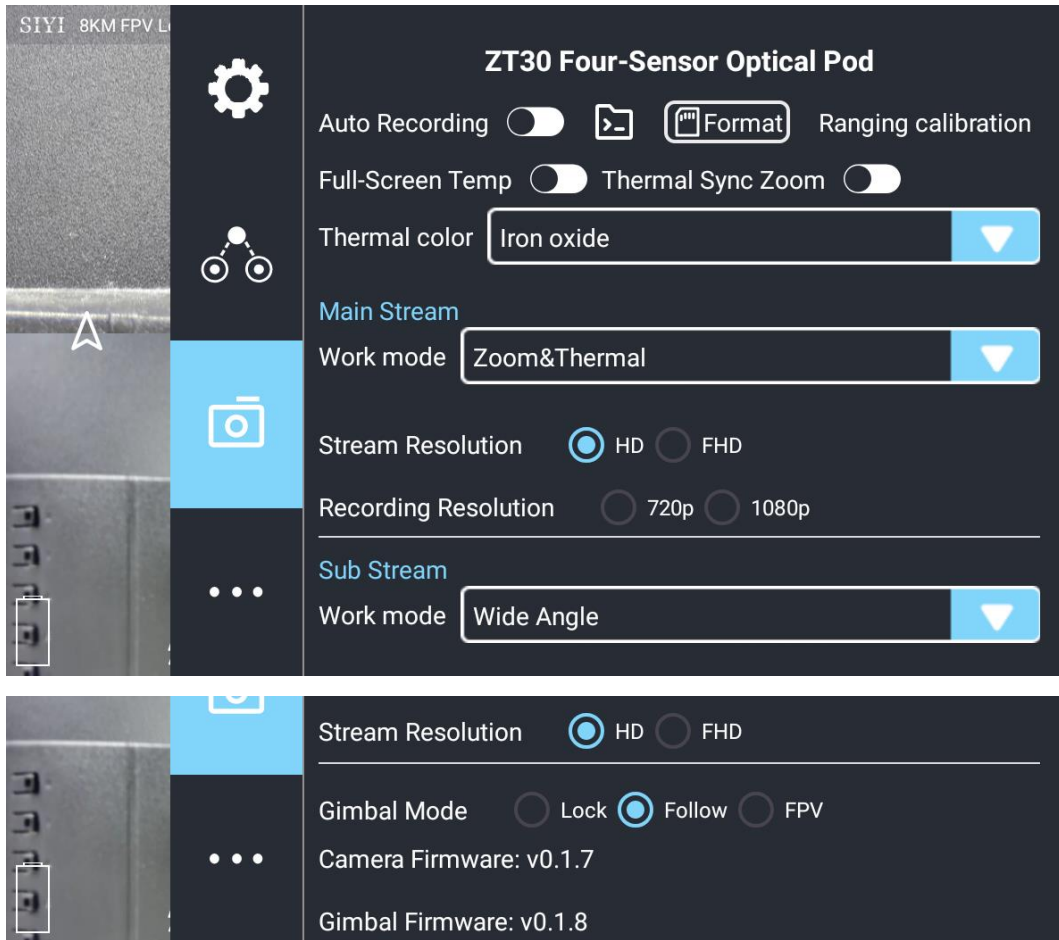 SIYI 8KM FPV L
ZT30 Four-Sensor Optical Pod
Auto Recording Format Ranging calibration
Full-Screen Temp Thermal Sync Zoom
Thermal color Iron oxide
Main Stream
Work mode Zoom&Thermal
Stream Resolution HD FHD
Recording Resolution 720p 1080p
Sub Stream
Work mode Wide Angle
Stream Resolution HD FHD
Gimbal Mode Lock Follow FPV
Camera Firmware: v0.1.7
Gimbal Firmware: v0.1.8